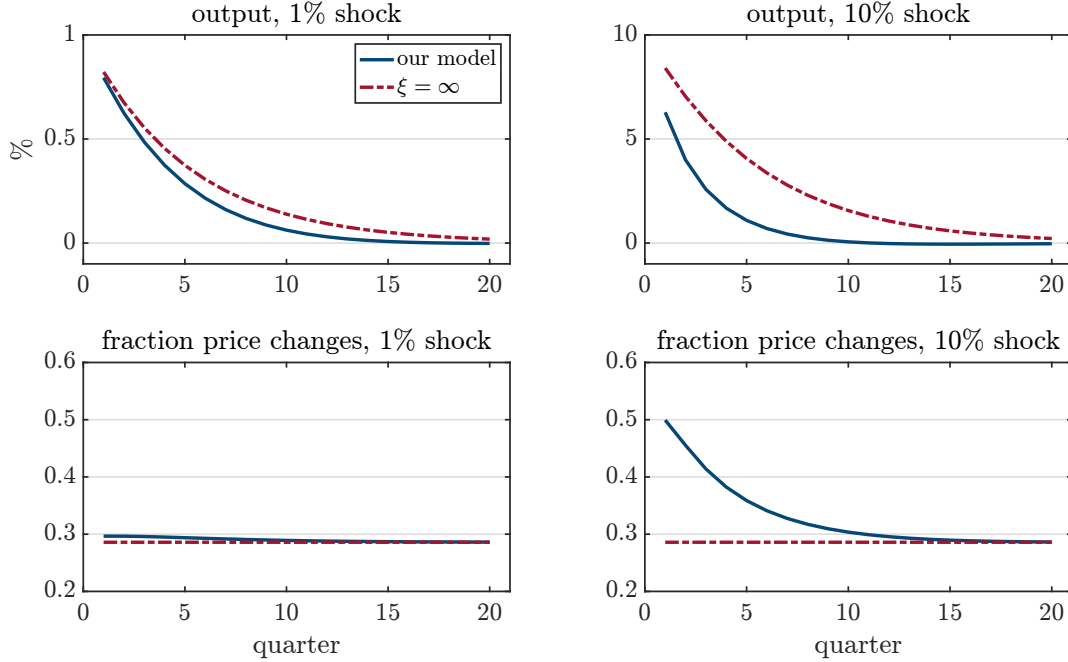 output, 1% shock
output, 10% shock
1
0.5
0
%
our model
ξ = ∞
0 5 10 15 20
10
5
0
0 5 10 15 20
fraction price changes, 1% shock
fraction price changes, 10% shock
0.6
0.5
0.4
0.3
0.2
0 5 10 15 20
quarter
0.6
0.5
0.4
0.3
0.2
0 5 10 15 20
quarter